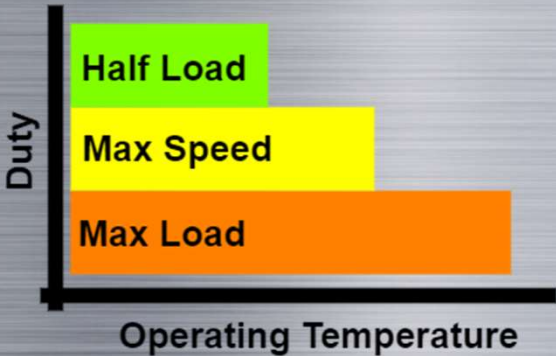 Half Load
Max Speed
Max Load
Duty
Operating Temperature